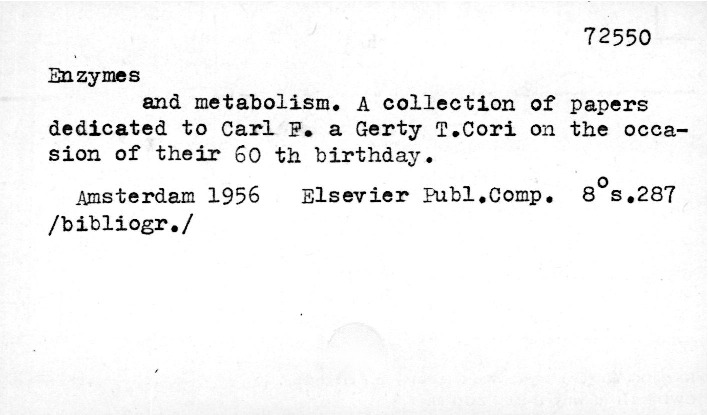 72550
Enzymes
and metabolism. A collection of papers
dedicated to Carl F. a Gerty T.Cori on the occa-
sion of their 60 th birthday.
Amsterdam 1956 Elsevier Publ.Comp. 8°s.287
/bibliogr./